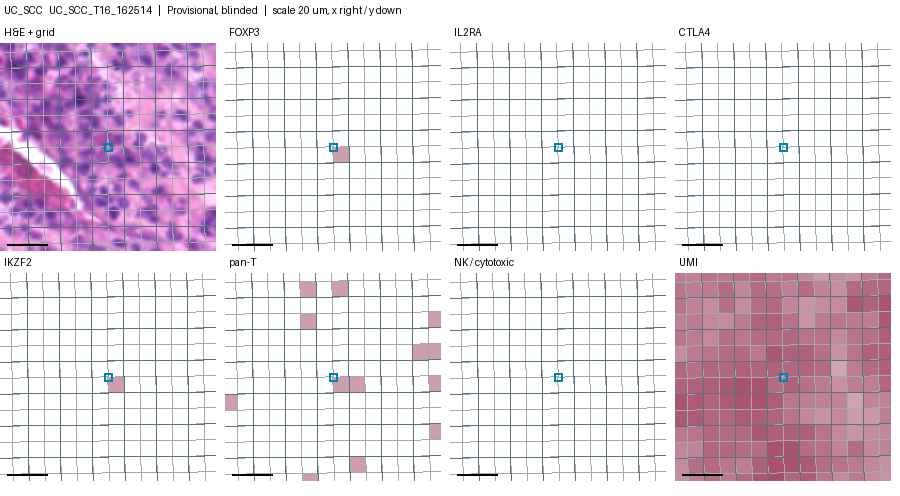 UC_SCC UC_SCC_T16_162514 | Provisional, blinded | scale 20 um, x right / y down
H&E + grid
FOXP3
IL2RA
CTLA4
IKZF2
pan-T
NK / cytotoxic
UMI